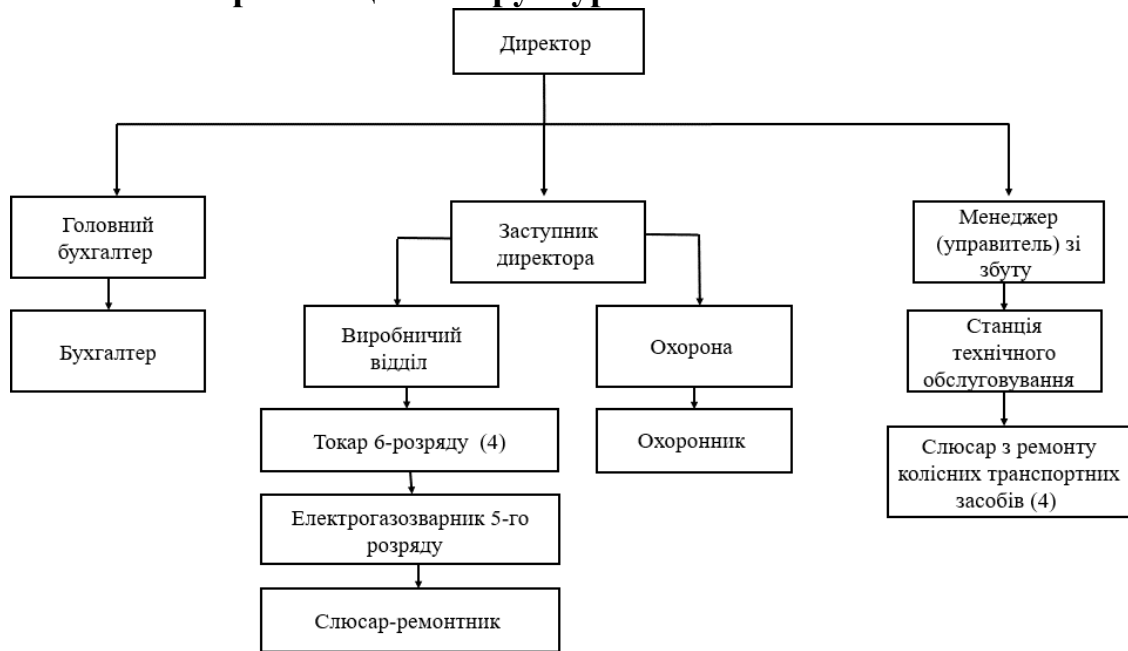 Директор
Головний
бухгалтер
Заступник
директора
Менеджер
(управитель) зі
збуту
Бухгалтер
Виробничий
відділ
Охорона
Станція
технічного
обслуговування
Токар 6-розряду (4)
Охоронник
Слюсар з ремонту
колісних транспортних
засобів (4)
Електрогазозварник 5-го
розряду
Слюсар-ремонтник